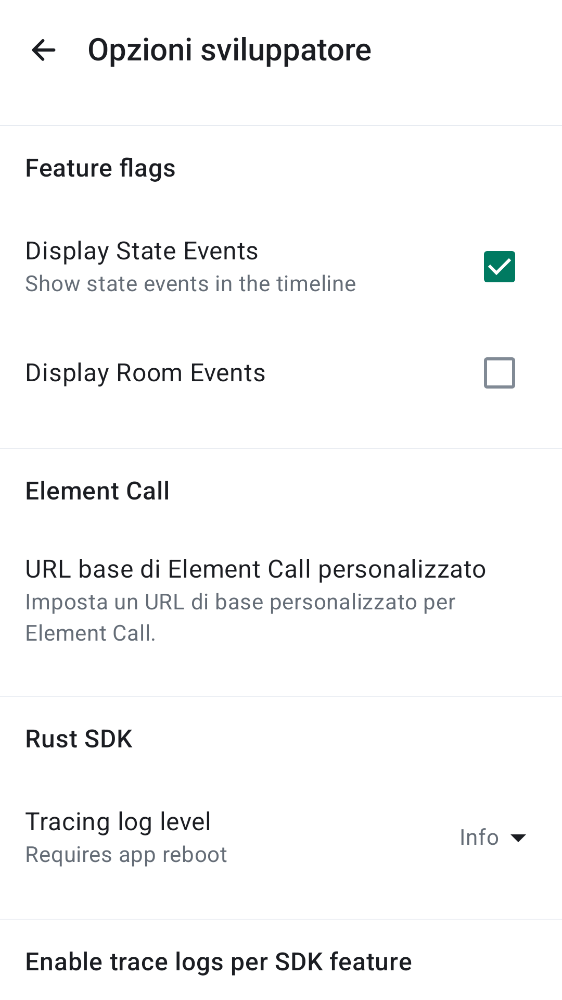 Opzioni sviluppatore
Feature flags
Display State Events
Show state events in the timeline
Display Room Events
Element Call
URL base di Element Call personalizzato
Imposta un URL di base personalizzato per
Element Call.
Rust SDK
Tracing log level
Requires app reboot
Info
Enable trace logs per SDK feature